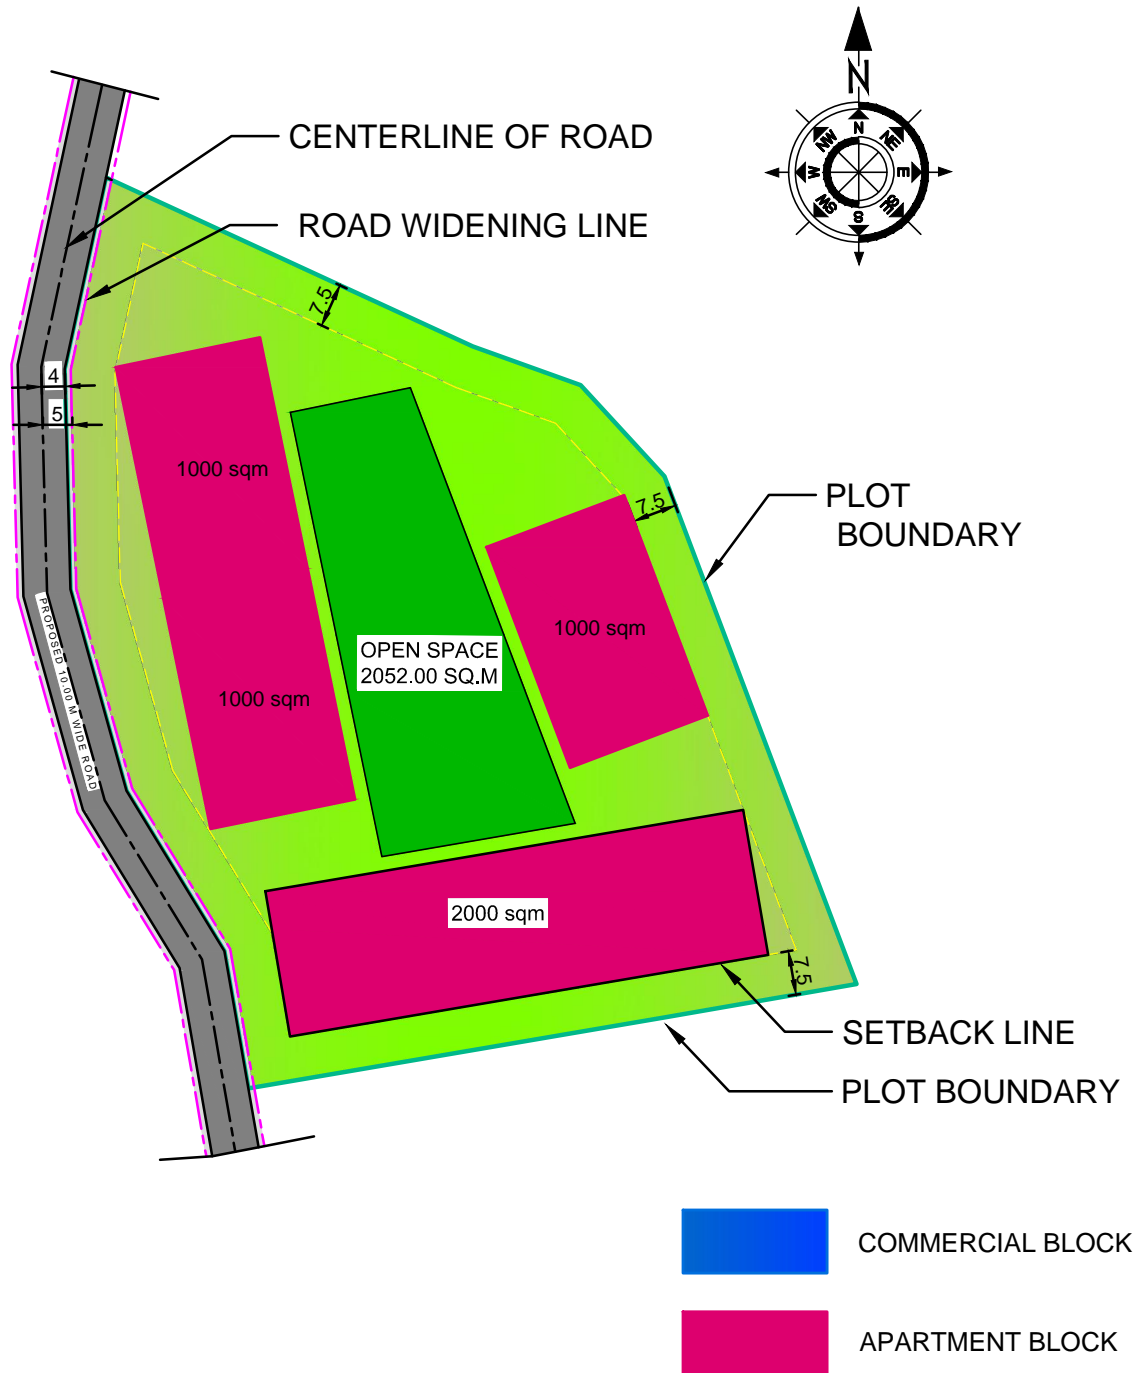 N
N
NE
E
SE
S
SW
W
NW
CENTERLINE OF ROAD
ROAD WIDENING LINE
7.5
4
5
1000 sqm
7.5
PLOT
BOUNDARY
1000 sqm
OPEN SPACE
2052.00 SQ.M
1000 sqm
PROPOSED 10.00 M WIDE ROAD
2000 sqm
7.5
SETBACK LINE
PLOT BOUNDARY
COMMERCIAL BLOCK
APARTMENT BLOCK